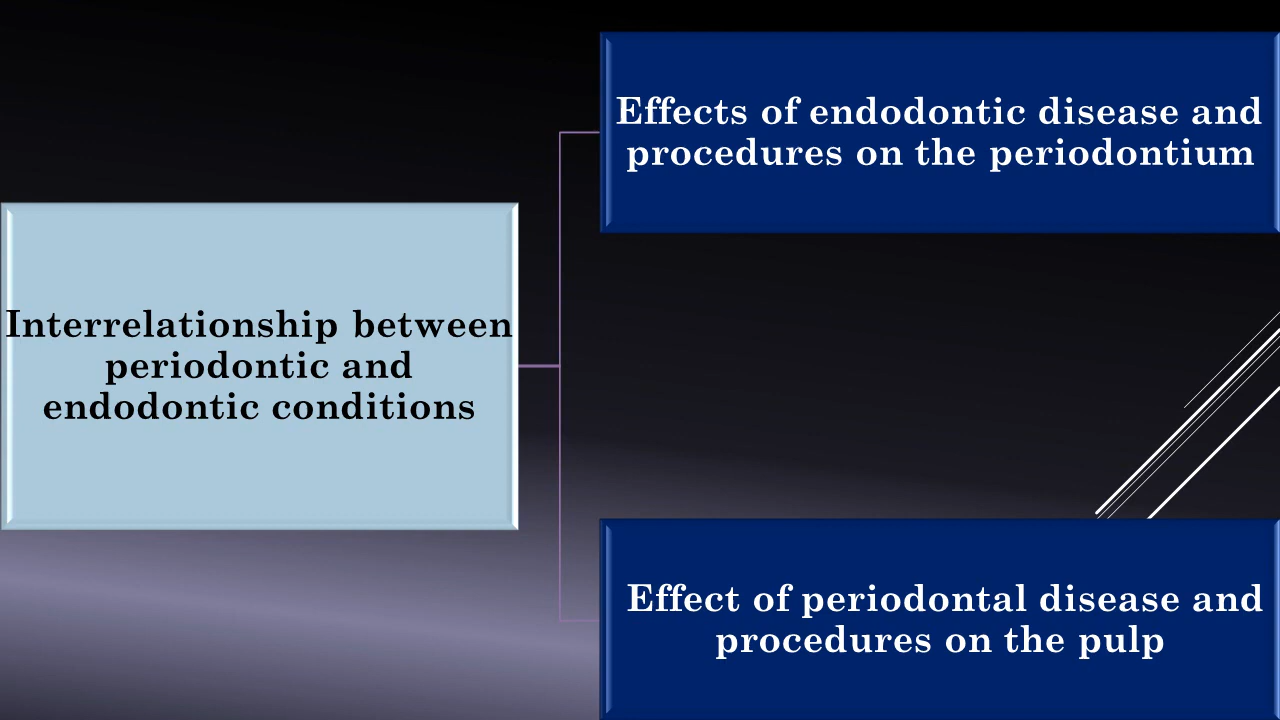 Interrelationship between
periodontic and
endodontic conditions
Effects of endodontic disease and
procedures on the periodontium
Effect of periodontal disease and
procedures on the pulp